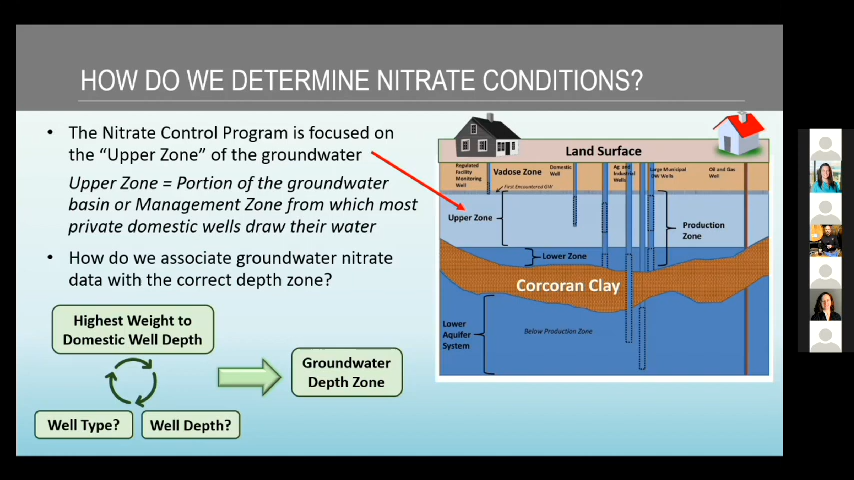 HOW DO WE DETERMINE NITRATE CONDITIONS?
• The Nitrate Control Program is focused on
the “Upper Zone” of the groundwater
Upper Zone = Portion of the groundwater
basin or Management Zone from which most
private domestic wells draw their water
• How do we associate groundwater nitrate
data with the correct depth zone?
Highest Weight to
Domestic Well Depth
Well Type?
Well Depth?
Groundwater
Depth Zone
Land Surface
Regulated
Facility
Monitoring
Well
Vadose Zone
Domestic
Well
Ag and
Industrial
Wells
Large Municipal
DW Wells
Oil and Gas
Well
First Encountered GW
Upper Zone
Production
Zone
Lower Zone
Corcoran Clay
Lower
Aquifer
System
Below Production Zone